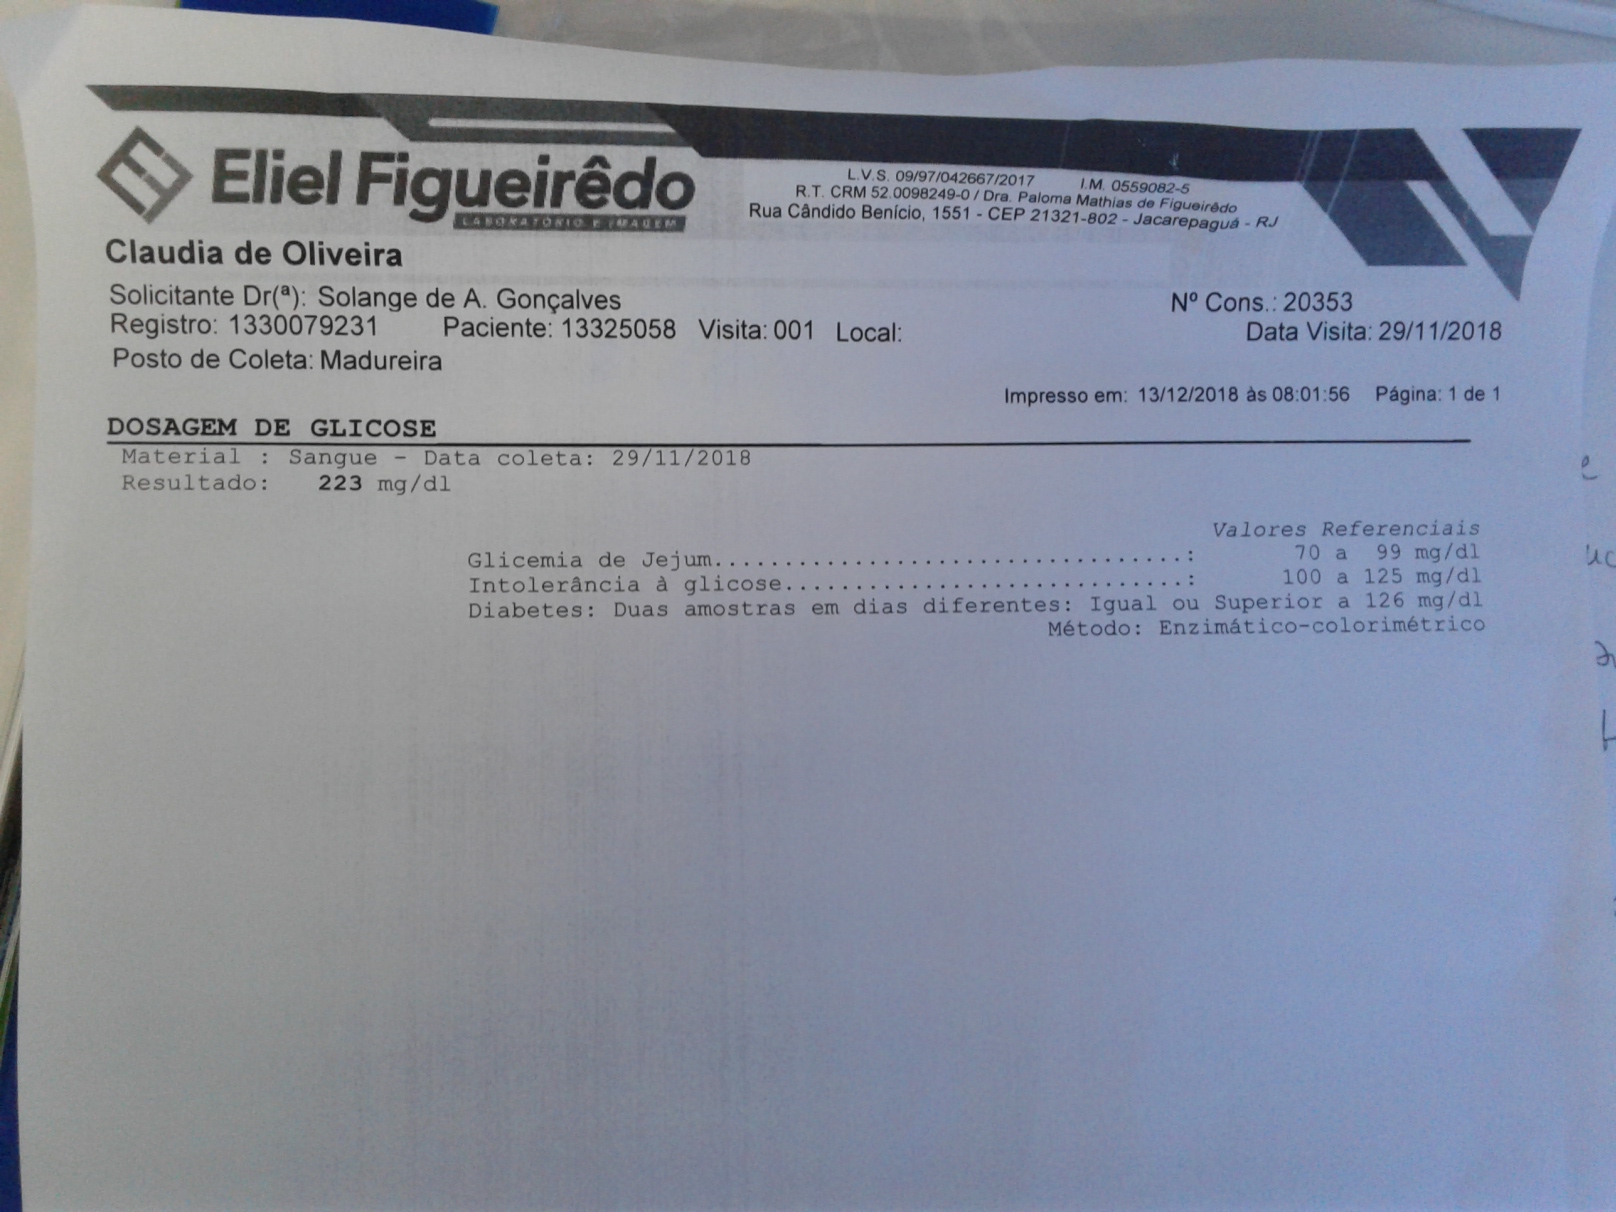 Eliel Figueirêdo
LABORATÓRIO E IMAGEM
L.V.S. 09/97/042667/2017 I.M. 0559082-5
R.T. CRM 52.0098249-0 / Dra. Paloma Mathias de Figueirêdo
Rua Cândido Benício, 1551 - CEP 21321-802 - Jacarepaguá - RJ
Claudia de Oliveira
Solicitante Dr(ª): Solange de A. Gonçalves Nº Cons.: 20353
Registro: 1330079231 Paciente: 13325058 Visita: 001 Local: Data Visita: 29/11/2018
Posto de Coleta: Madureira
Impresso em: 13/12/2018 às 08:01:56 Página: 1 de 1
DOSAGEM DE GLICOSE
Material : Sangue - Data coleta: 29/11/2018
Resultado: 223 mg/dl
Valores Referenciais
Glicemia de Jejum..................................: 70 a 99 mg/dl
Intolerância à glicose.............................: 100 a 125 mg/dl
Diabetes: Duas amostras em dias diferentes: Igual ou Superior a 126 mg/dl
Método: Enzimático-colorimétrico